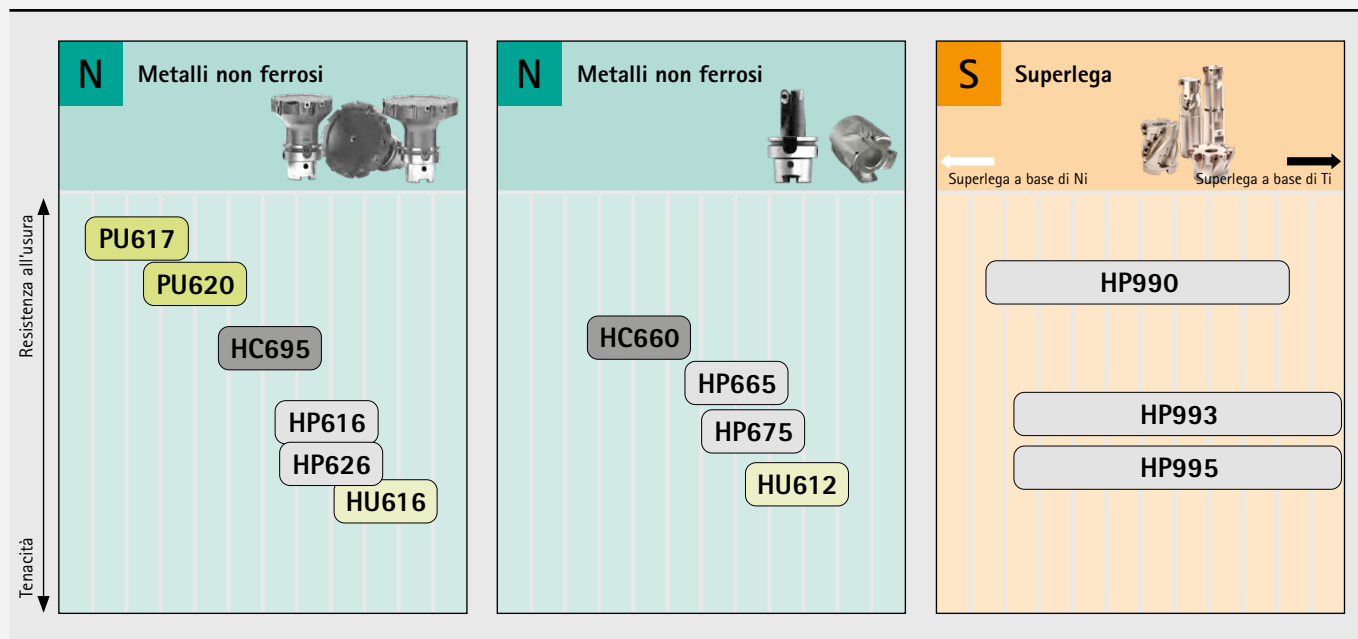 N
Metalli non ferrosi
N
Metalli non ferrosi
S
Superlega
Superlega a base di Ni
Superlega a base di Ti
Resistenza all'usura
Tenacità
PU617
PU620
HC695
HP616
HP626
HU616
HC660
HP665
HP675
HU612
HP990
HP993
HP995